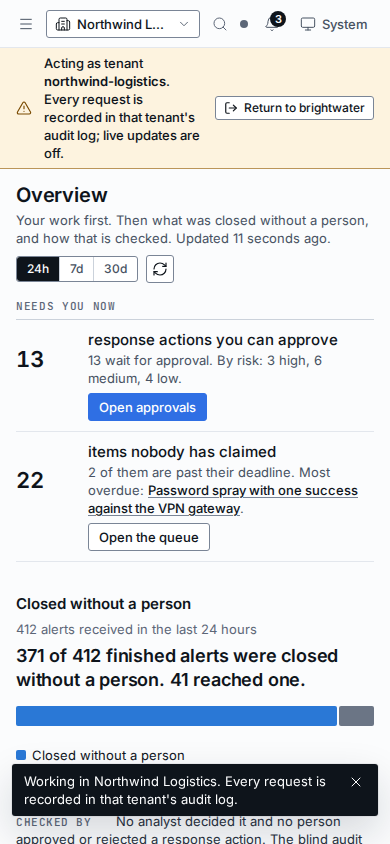 Northwind L...
3
System
Acting as tenant
northwind-logistics.
Every request is
recorded in that tenant's
audit log; live updates are
off.
Return to brightwater
Overview
Your work first. Then what was closed without a person,
and how that is checked. Updated 11 seconds ago.
24h 7d 30d
NEEDS YOU NOW
13
response actions you can approve
13 wait for approval. By risk: 3 high, 6
medium, 4 low.
Open approvals
22
items nobody has claimed
2 of them are past their deadline. Most
overdue: Password spray with one success
against the VPN gateway.
Open the queue
Closed without a person
412 alerts received in the last 24 hours
371 of 412 finished alerts were closed
without a person. 41 reached one.
Closed without a person
Working in Northwind Logistics. Every request is
recorded in that tenant's audit log.
CHECKED BY No analyst decided it and no person
approved or rejected a response action. The blind audit